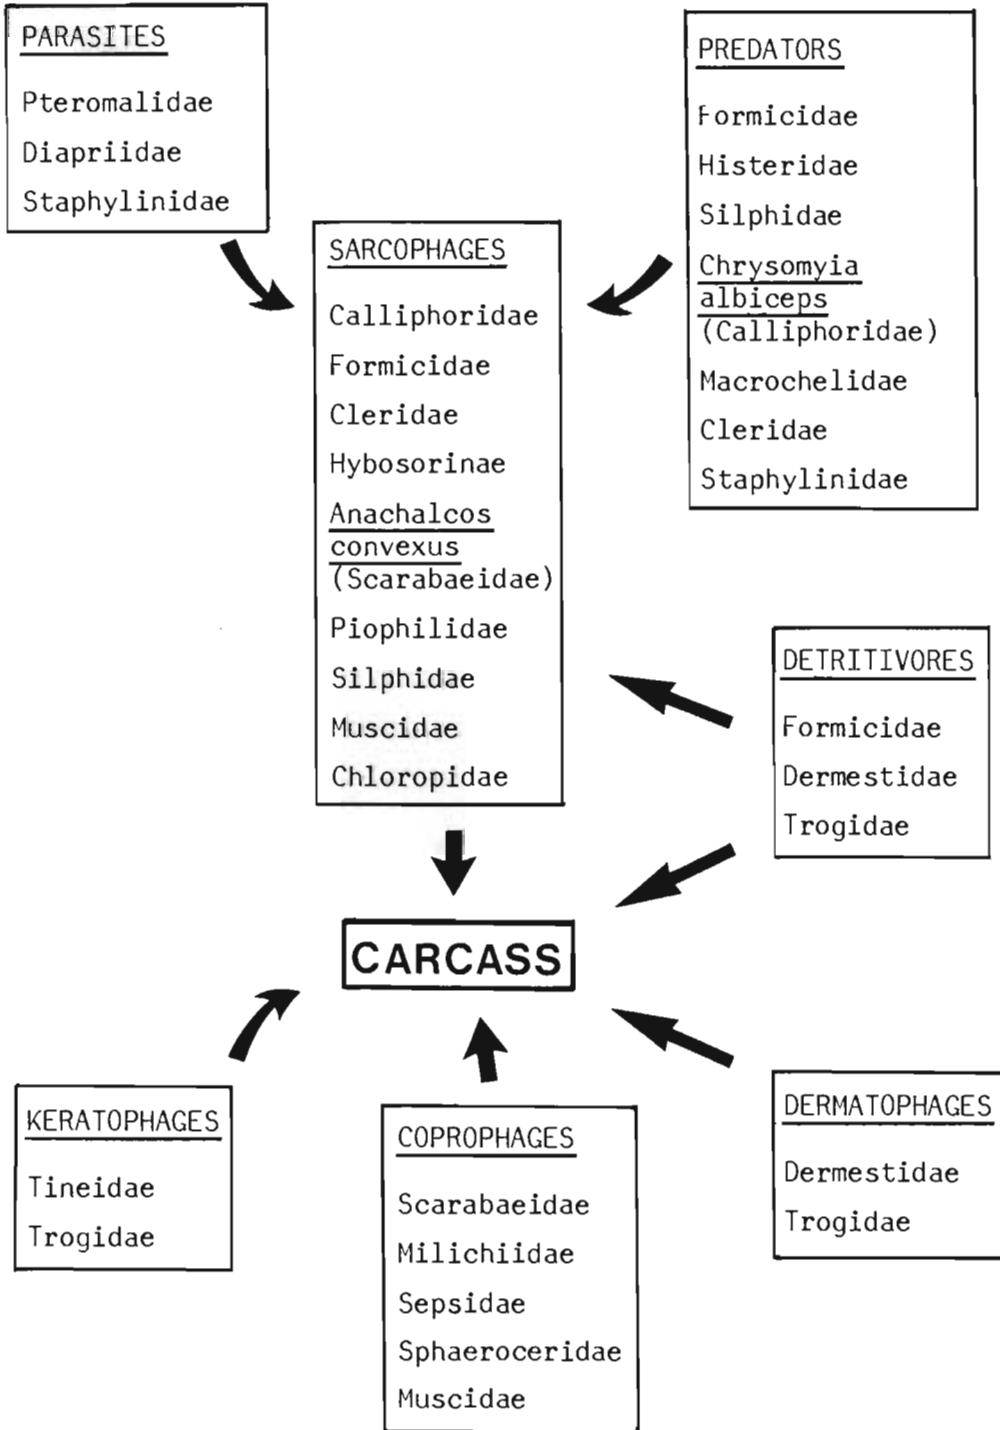 PARASITES
Pteromalidae
Diapriidae
Staphylinidae
PREDATORS
Formicidae
Histeridae
Silphidae
Chrysomyia
albiceps
(Calliphoridae)
Macrochelidae
Cleridae
Staphylinidae
SARCOPHAGES
Calliphoridae
Formicidae
Cleridae
Hybosorinae
Anachalcos
convexus
(Scarabaeidae)
Piophilidae
Silphidae
Muscidae
Chloropidae
DETRITIVORES
Formicidae
Dermestidae
Trogidae
CARCASS
KERATOPHAGES
Tineidae
Trogidae
COPROPHAGES
Scarabaeidae
Milichiidae
Sepsidae
Sphaeroceridae
Muscidae
DERMATOPHAGES
Dermestidae
Trogidae